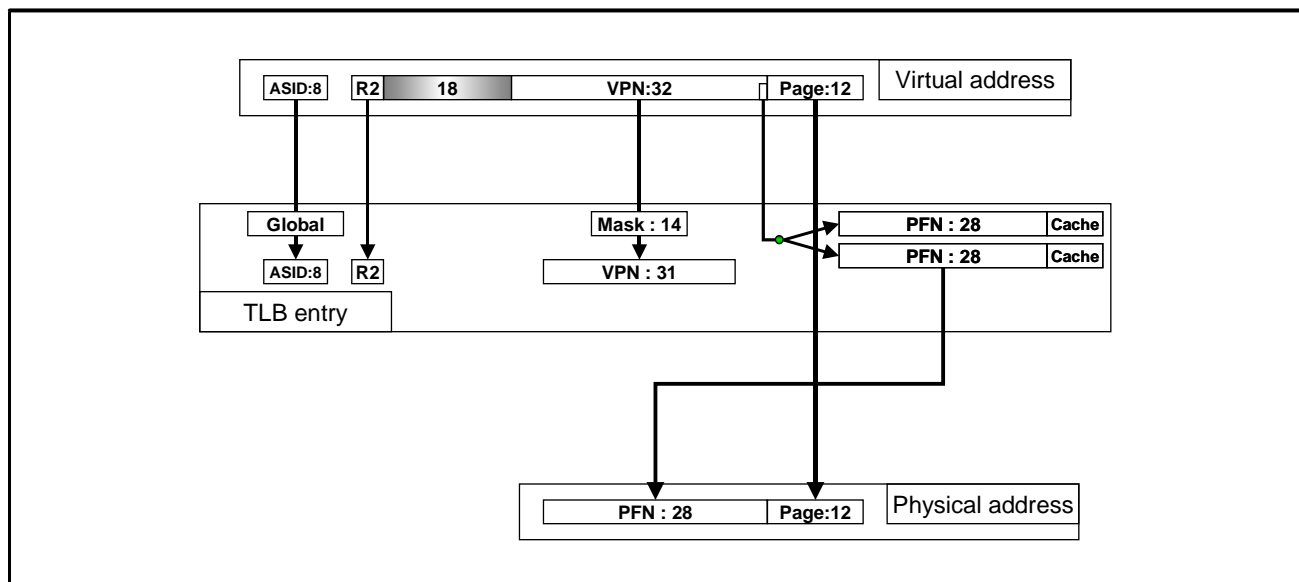 ASID:8 R2 18 VPN:32 Page:12 Virtual address
Global Mask : 14 PFN : 28 Cache
PFN : 28 Cache
ASID:8 R2 VPN : 31
TLB entry
PFN : 28 Page:12 Physical address